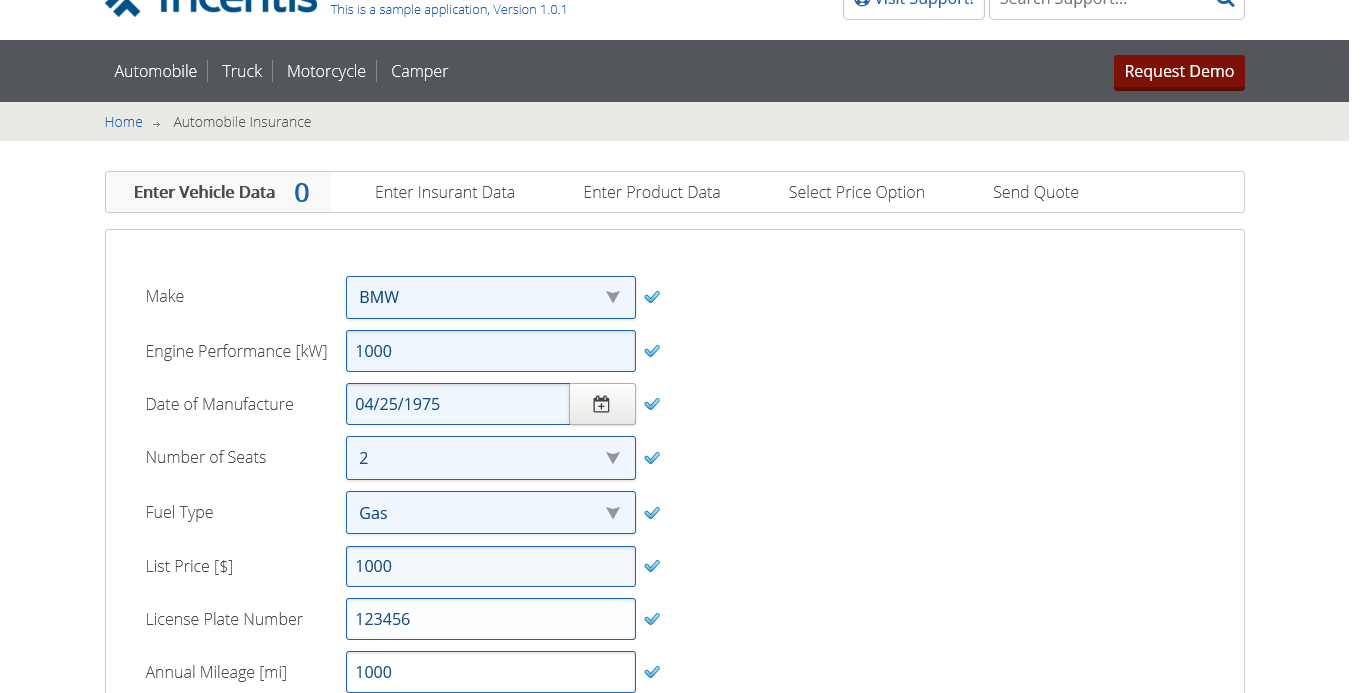 Incentis
This is a sample application, Version 1.0.1
Visit Support!
Search Support...
Automobile
Truck
Motorcycle
Camper
Request Demo
Home → Automobile Insurance
Enter Vehicle Data 0
Enter Insurant Data
Enter Product Data
Select Price Option
Send Quote
Make
BMW
Engine Performance [kW]
1000
Date of Manufacture
04/25/1975
Number of Seats
2
Fuel Type
Gas
List Price [$]
1000
License Plate Number
123456
Annual Mileage [mi]
1000